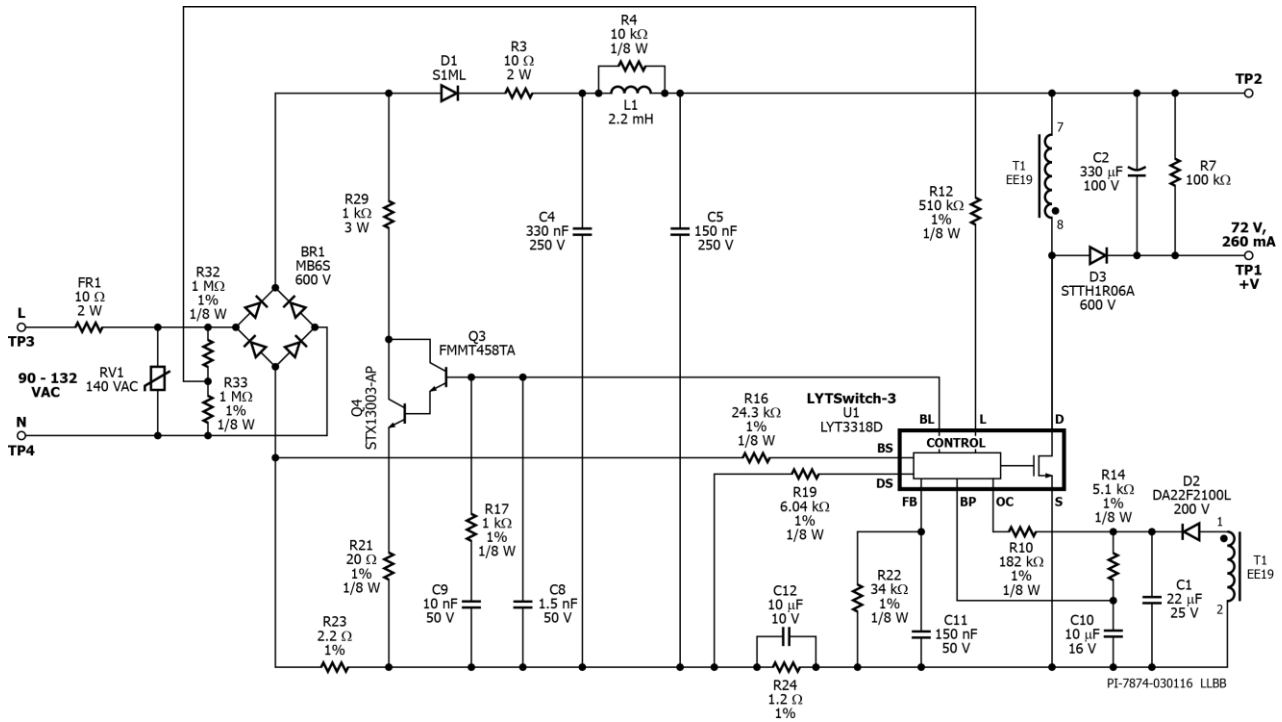 R4
10 kΩ
1/8 W
R3
10 Ω
2 W
D1
S1ML
L1
2.2 mH
TP2
7
T1
EE19
8
C2
330 µF
100 V
R7
100 kΩ
R12
510 kΩ
1%
1/8 W
R29
1 kΩ
3 W
C4
330 nF
250 V
C5
150 nF
250 V
72 V,
260 mA
TP1
+V
D3
STTH1R06A
600 V
BR1
MB6S
600 V
R32
1 MΩ
1%
1/8 W
FR1
10 Ω
2 W
L
TP3
90 - 132
VAC
RV1
140 VAC
R33
1 MΩ
1%
1/8 W
N
TP4
Q3
FMMT458TA
Q4
STX13003-AP
R16
24.3 kΩ
1%
1/8 W
LYTSwitch-3
U1
LYT3318D
BL
L
D
CONTROL
BS
DS
FB
BP
OC
S
R19
6.04 kΩ
1%
1/8 W
R14
5.1 kΩ
1%
1/8 W
D2
DA22F2100L
200 V
1
T1
EE19
2
R17
1 kΩ
1%
1/8 W
R21
20 Ω
1%
1/8 W
R10
182 kΩ
1%
1/8 W
R22
34 kΩ
1%
1/8 W
C9
10 nF
50 V
C8
1.5 nF
50 V
C12
10 µF
10 V
C11
150 nF
50 V
C10
10 µF
16 V
C1
22 µF
25 V
R23
2.2 Ω
1%
R24
1.2 Ω
1%
PI-7874-030116 LLBB